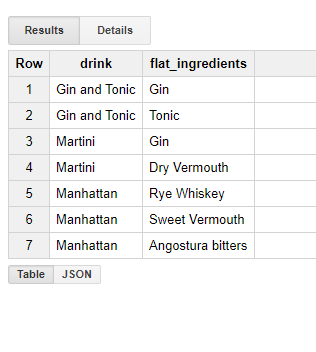 Results Details
Row drink flat_ingredients
1 Gin and Tonic Gin
2 Gin and Tonic Tonic
3 Martini Gin
4 Martini Dry Vermouth
5 Manhattan Rye Whiskey
6 Manhattan Sweet Vermouth
7 Manhattan Angostura bitters
Table JSON